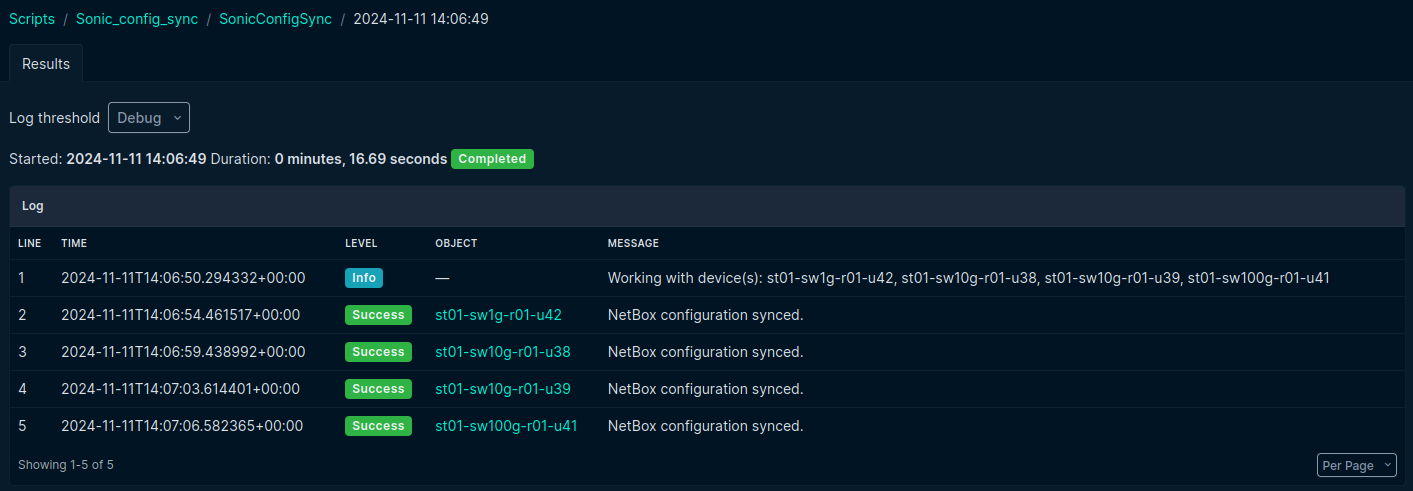 Scripts / Sonic_config_sync / SonicConfigSync / 2024-11-11 14:06:49
Results
Log threshold Debug
Started: 2024-11-11 14:06:49 Duration: 0 minutes, 16.69 seconds Completed
Log
LINE TIME LEVEL OBJECT MESSAGE
1 2024-11-11T14:06:50.294332+00:00 Info — Working with device(s): st01-sw1g-r01-u42, st01-sw10g-r01-u38, st01-sw10g-r01-u39, st01-sw100g-r01-u41
2 2024-11-11T14:06:54.461517+00:00 Success st01-sw1g-r01-u42 NetBox configuration synced.
3 2024-11-11T14:06:59.438992+00:00 Success st01-sw10g-r01-u38 NetBox configuration synced.
4 2024-11-11T14:07:03.614401+00:00 Success st01-sw10g-r01-u39 NetBox configuration synced.
5 2024-11-11T14:07:06.582365+00:00 Success st01-sw100g-r01-u41 NetBox configuration synced.
Showing 1-5 of 5 Per Page